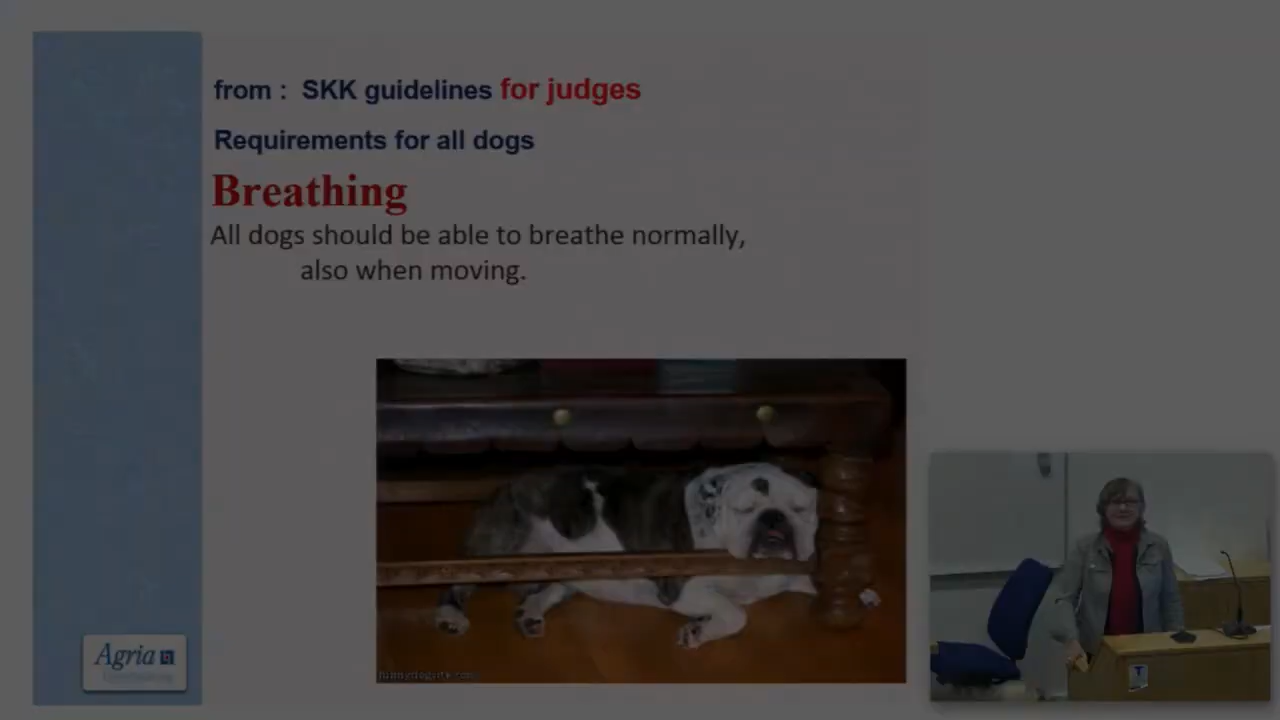 from : SKK guidelines for judges
Requirements for all dogs
Breathing
All dogs should be able to breathe normally,
also when moving.
Agria